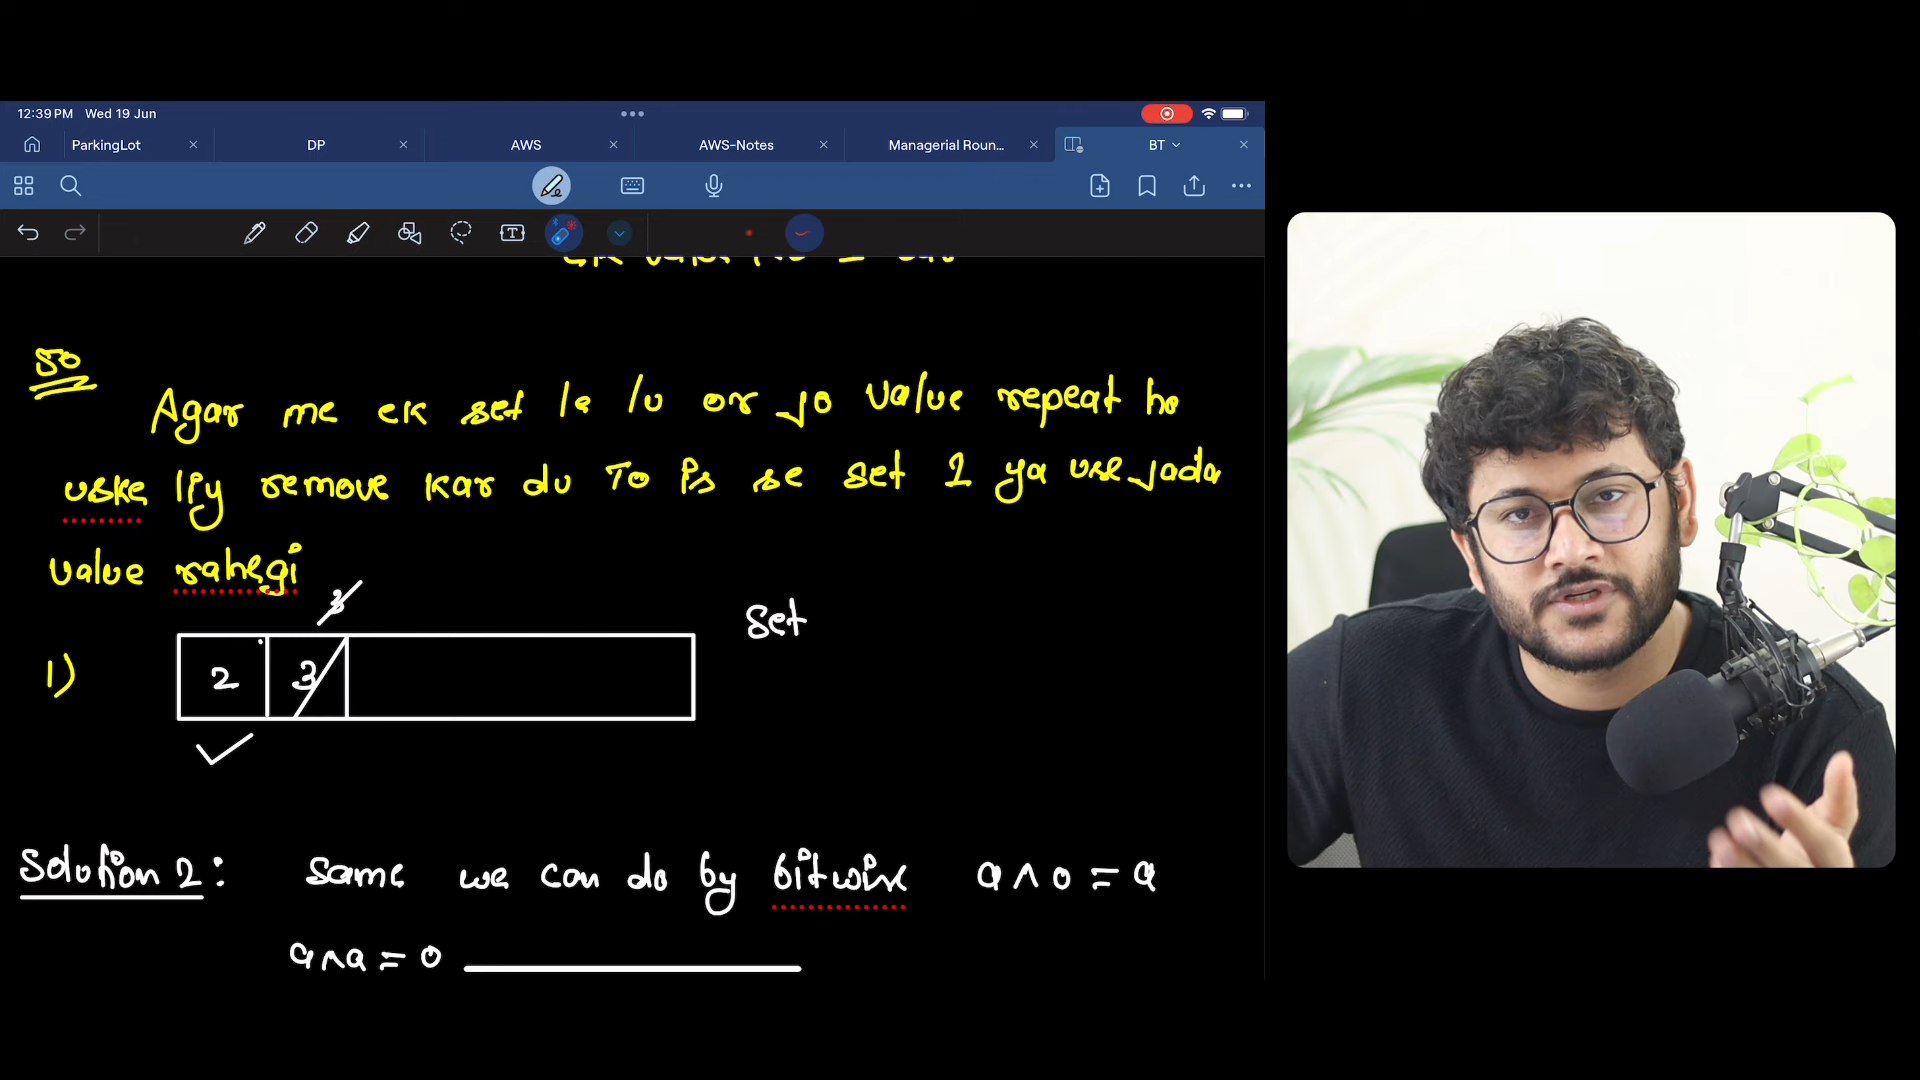 12:39 PM Wed 19 Jun
ParkingLot
DP
AWS
AWS-Notes
Managerial Roun...
BT
So
Agar me ek set le lu or jo value repeat ho
uske liy remove kar du To is se set 1 ya use jada
value rahegi
3
1)
2 3
Set
Solution 2: Same we can do by bitwise a ^ 0 = a
a ^ a = 0